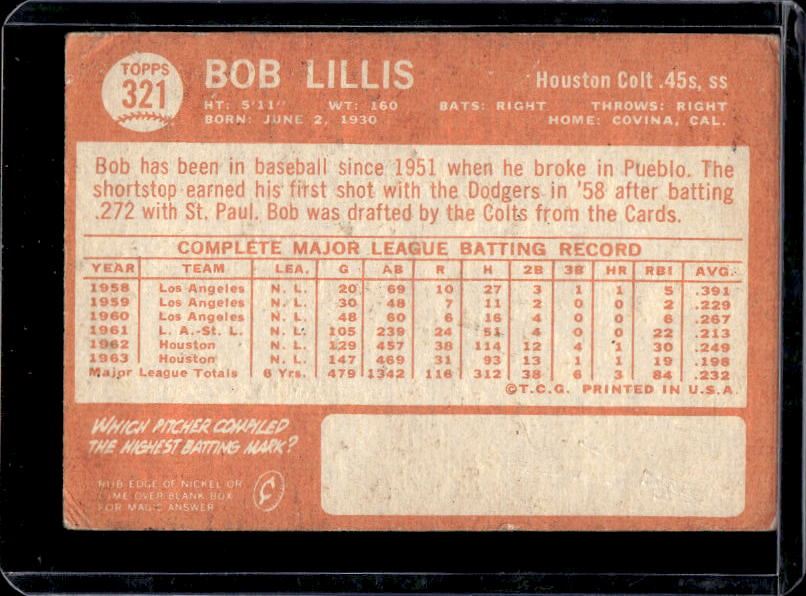 TOPPS
321
BOB LILLIS
Houston Colt .45s, ss
HT: 5'11" WT: 160 BATS: RIGHT THROWS: RIGHT
BORN: JUNE 2, 1930 HOME: COVINA, CAL.
Bob has been in baseball since 1951 when he broke in Pueblo. The
shortstop earned his first shot with the Dodgers in '58 after batting
.272 with St. Paul. Bob was drafted by the Colts from the Cards.
COMPLETE MAJOR LEAGUE BATTING RECORD
YEAR TEAM LEA. G AB R H 2B 3B HR RBI AVG.
1958 Los Angeles N. L. 20 69 10 27 3 1 1 5 .391
1959 Los Angeles N. L. 30 48 7 11 2 0 0 2 .229
1960 Los Angeles N. L. 48 60 6 16 4 0 0 6 .267
1961 L. A.-St. L. N. L. 105 239 24 51 4 0 0 22 .213
1962 Houston N. L. 129 457 38 114 12 4 1 30 .249
1963 Houston N. L. 147 469 31 93 13 1 1 19 .198
Major League Totals 6 Yrs. 479 1342 116 312 38 6 3 84 .232
©T.C.G. PRINTED IN U.S.A.
WHICH PITCHER COMPILED
THE HIGHEST BATTING MARK?
RUB EDGE OF NICKEL OR
DIME OVER BLANK BOX
FOR MAGIC ANSWER